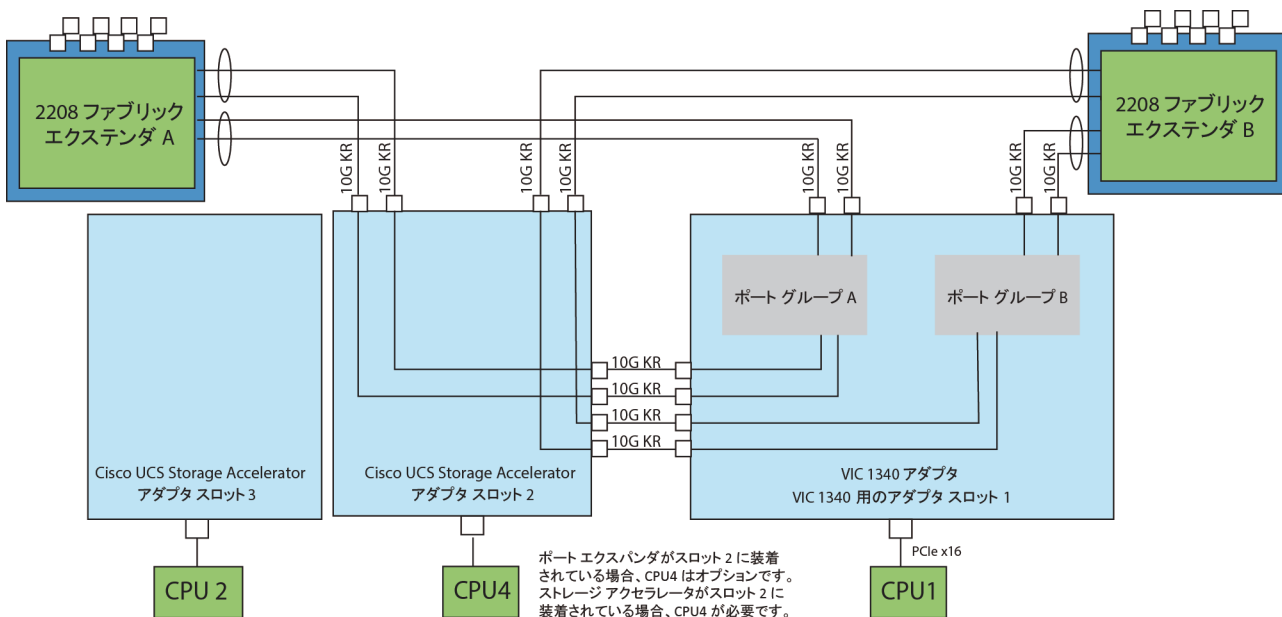 2208 ファブリック
エクステンダ A
2208 ファブリック
エクステンダ B
10G KR
10G KR
10G KR
10G KR
10G KR
10G KR
10G KR
10G KR
ポート グループ A
ポート グループ B
10G KR
10G KR
10G KR
10G KR
Cisco UCS Storage Accelerator
アダプタ スロット 3
Cisco UCS Storage Accelerator
アダプタ スロット 2
VIC 1340 アダプタ
VIC 1340 用のアダプタ スロット 1
PCIe x16
CPU 2
CPU4
ポート エクスパンダがスロット 2 に装着
されている場合、CPU4 はオプションです。
ストレージ アクセラレータがスロット 2 に
装着されている場合、CPU4 が必要です。
CPU1